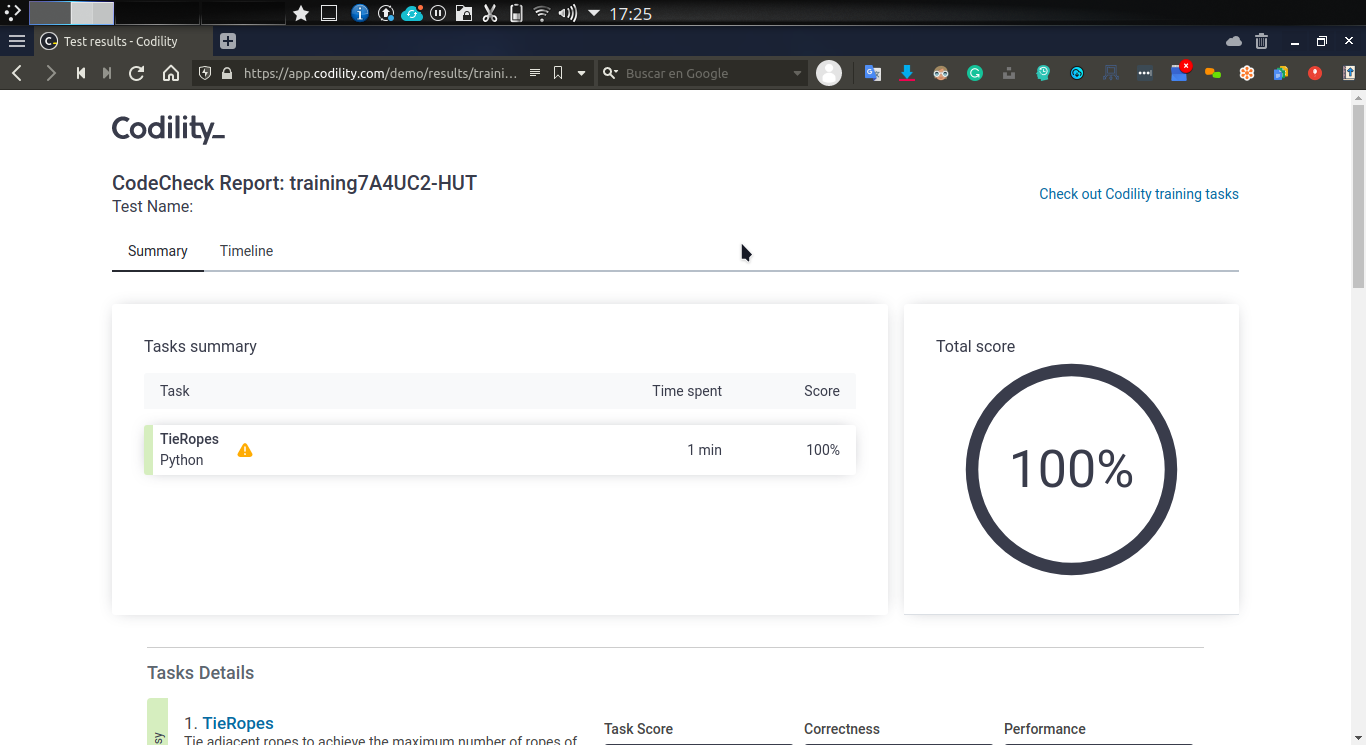 17:25
Test results - Codility
https://app.codility.com/demo/results/traini...
Buscar en Google
Codility_
CodeCheck Report: training7A4UC2-HUT
Test Name:
Check out Codility training tasks
Summary Timeline
Tasks summary
Task Time spent Score
TieRopes
Python
1 min 100%
Total score
100%
Tasks Details
1. TieRopes
Tie adjacent ropes to achieve the maximum number of ropes of
Task Score Correctness Performance